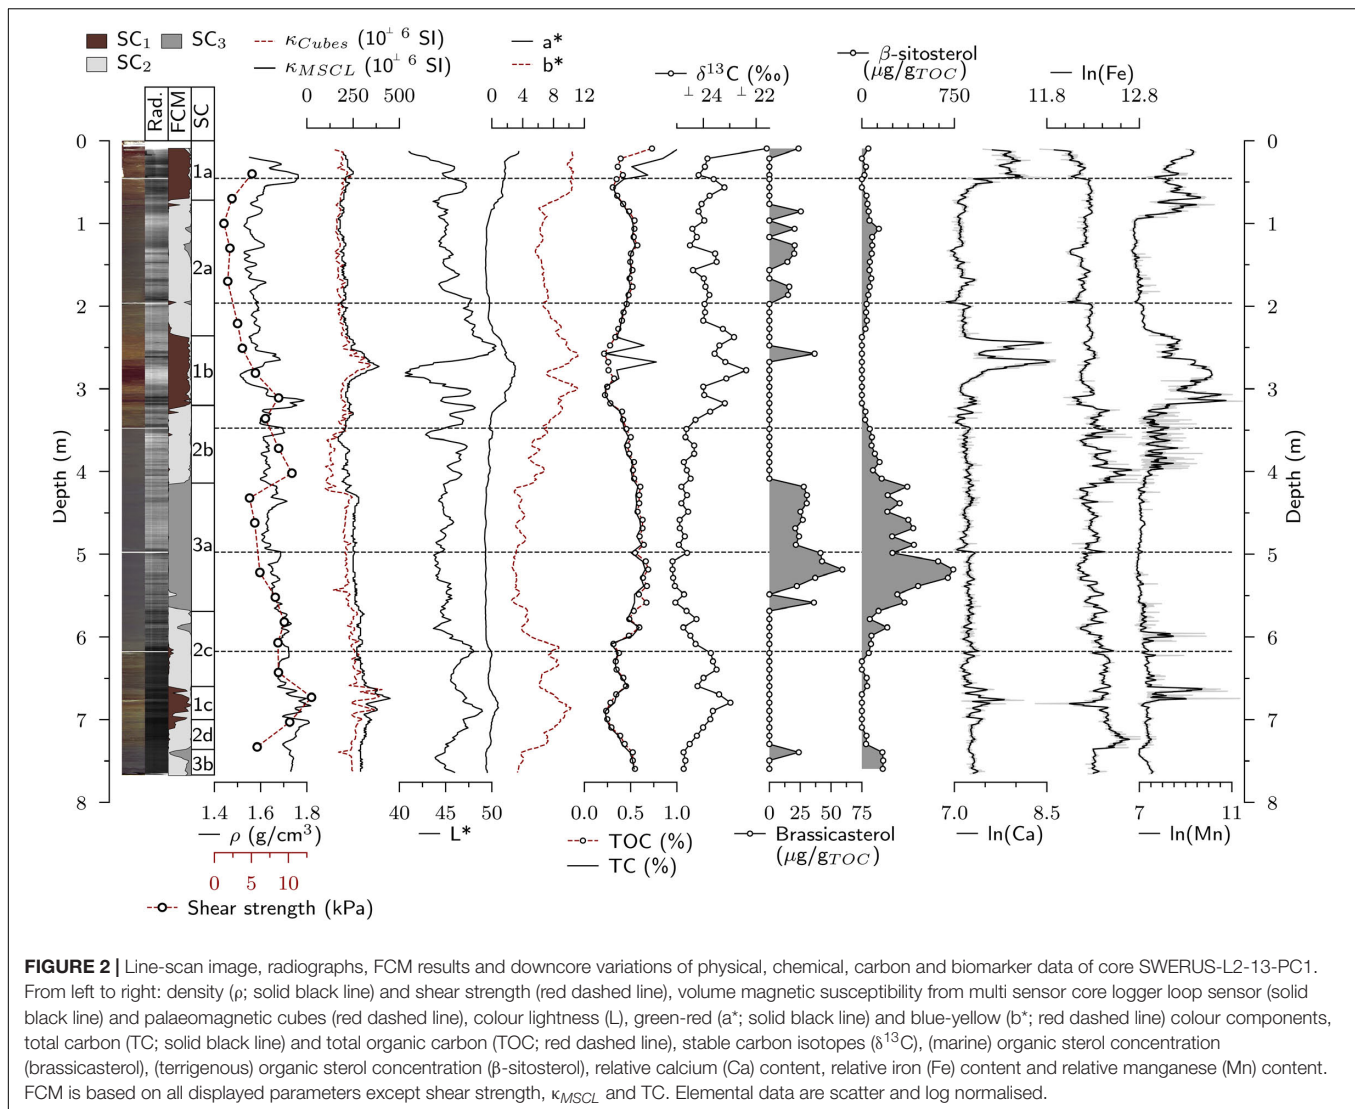 SC1 SC3
SC2
κCubes (10⊥ 6 SI)
κMSCL (10⊥ 6 SI)
0 250 500
a*
b*
0 4 8 12
δ13C (‰)
⊥ 24 ⊥ 22
β-sitosterol
(μg/gTOC)
0 750
ln(Fe)
11.8 12.8
Rad.
FCM
SC
0
1
2
3
4
5
6
7
8
Depth (m)
1a
2a
1b
2b
3a
2c
1c
2d
3b
0
1
2
3
4
5
6
7
8
Depth (m)
1.4 1.6 1.8
ρ (g/cm3)
0 5 10
Shear strength (kPa)
40 50
L*
0 0.5 1.0
TOC (%)
TC (%)
0 25 50 75
Brassicasterol
(μg/gTOC)
7.0 8.5
ln(Ca)
7 11
ln(Mn)
FIGURE 2 | Line-scan image, radiographs, FCM results and downcore variations of physical, chemical, carbon and biomarker data of core SWERUS-L2-13-PC1.
From left to right: density (ρ; solid black line) and shear strength (red dashed line), volume magnetic susceptibility from multi sensor core logger loop sensor (solid
black line) and palaeomagnetic cubes (red dashed line), colour lightness (L), green-red (a*; solid black line) and blue-yellow (b*; red dashed line) colour components,
total carbon (TC; solid black line) and total organic carbon (TOC; red dashed line), stable carbon isotopes (δ13C), (marine) organic sterol concentration
(brassicasterol), (terrigenous) organic sterol concentration (β-sitosterol), relative calcium (Ca) content, relative iron (Fe) content and relative manganese (Mn) content.
FCM is based on all displayed parameters except shear strength, κMSCL and TC. Elemental data are scatter and log normalised.